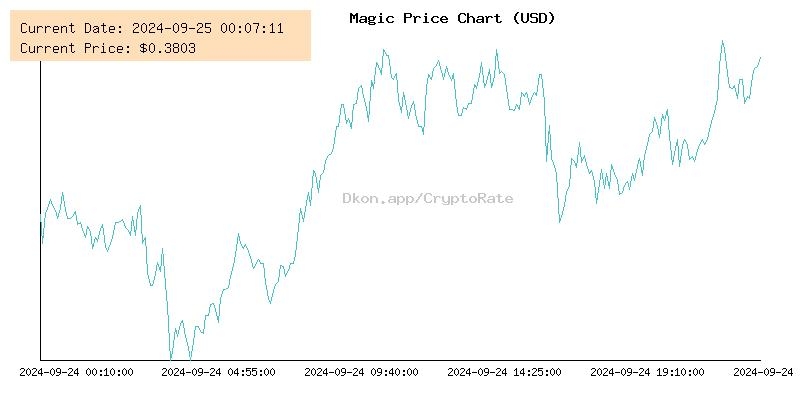 Magic Price Chart (USD)
Current Date: 2024-09-25 00:07:11
Current Price: $0.3803
Dkon.app/CryptoRate
2024-09-24 00:10:00 2024-09-24 04:55:00 2024-09-24 09:40:00 2024-09-24 14:25:00 2024-09-24 19:10:00 2024-09-24